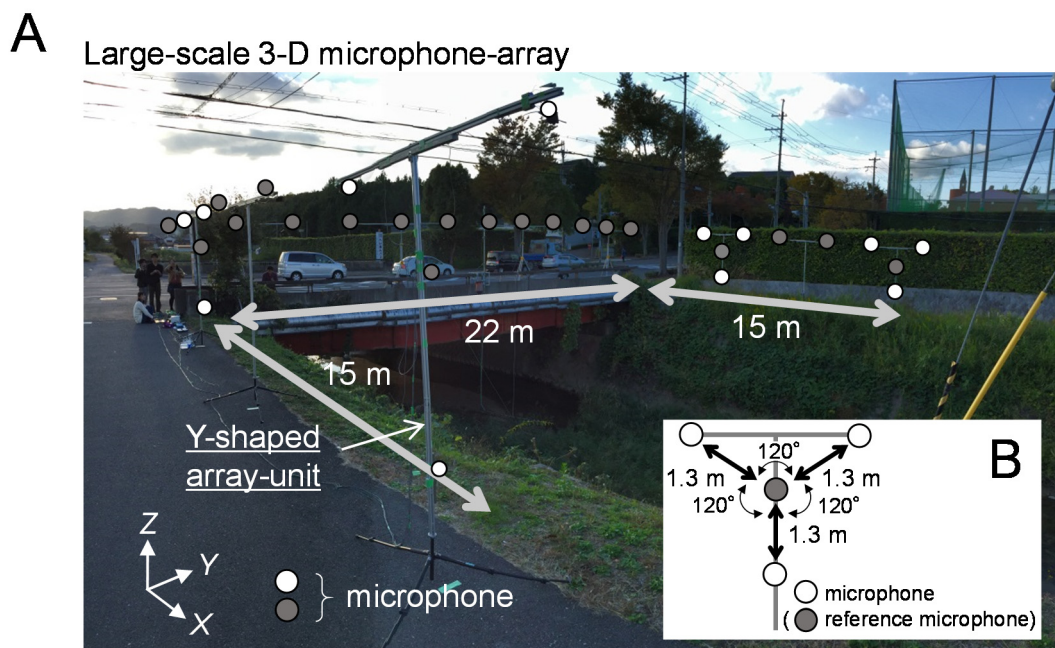 A
Large-scale 3-D microphone-array
22 m
15 m
15 m
Y-shaped
array-unit
Z
Y
X
microphone
B
120°
1.3 m
1.3 m
120°
120°
1.3 m
microphone
( reference microphone)